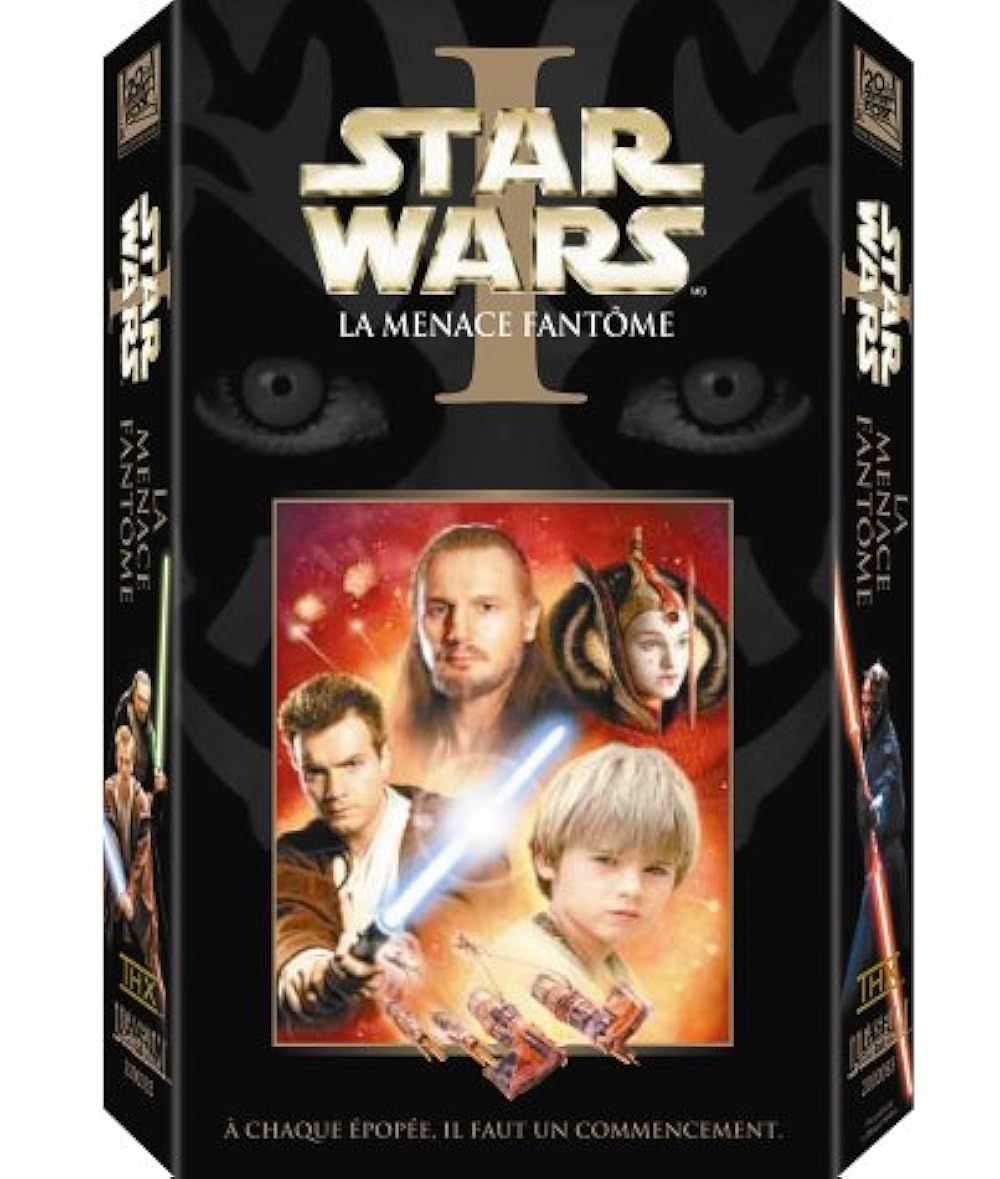 I
STAR
WARS
MD
LA MENACE FANTÔME
À CHAQUE ÉPOPÉE, IL FAUT UN COMMENCEMENT.
STAR
WARS
I
LA
MENACE
FANTÔME
THX
STAR
WARS
I
LA
MENACE
FANTÔME
THX